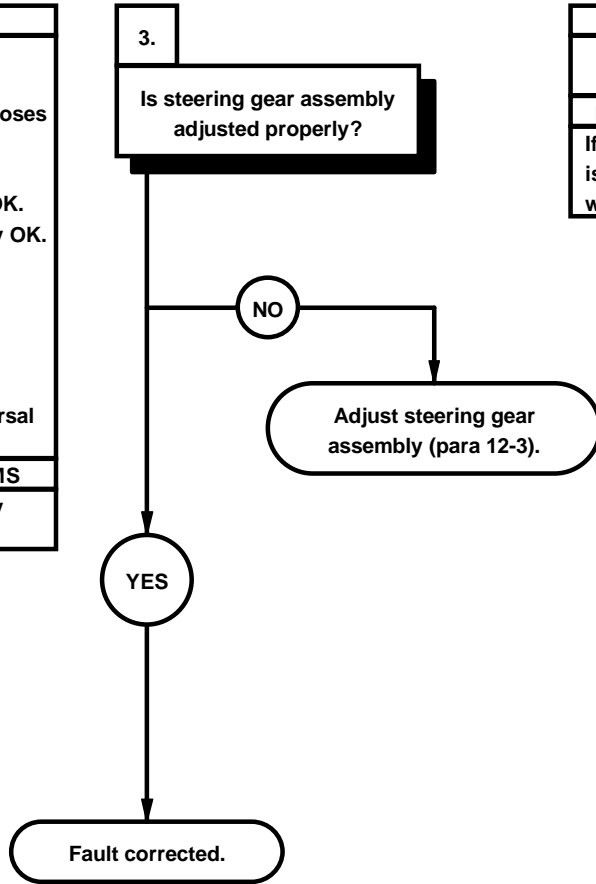 oses
OK.
OK.
rsal
MS
3.
Is steering gear assembly
adjusted properly?
NO
Adjust steering gear
assembly (para 12-3).
YES
Fault corrected.
If
is
w